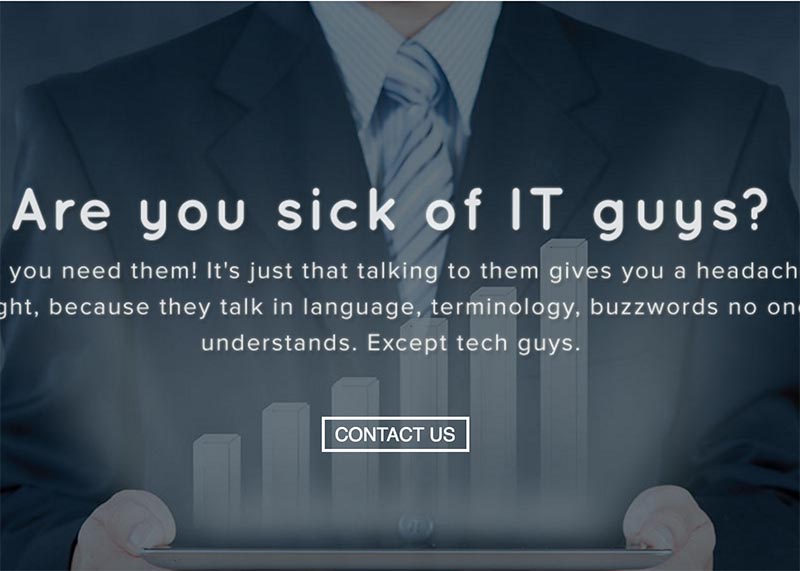 Are you sick of IT guys?
you need them! It's just that talking to them gives you a headach
ght, because they talk in language, terminology, buzzwords no one
understands. Except tech guys.
CONTACT US